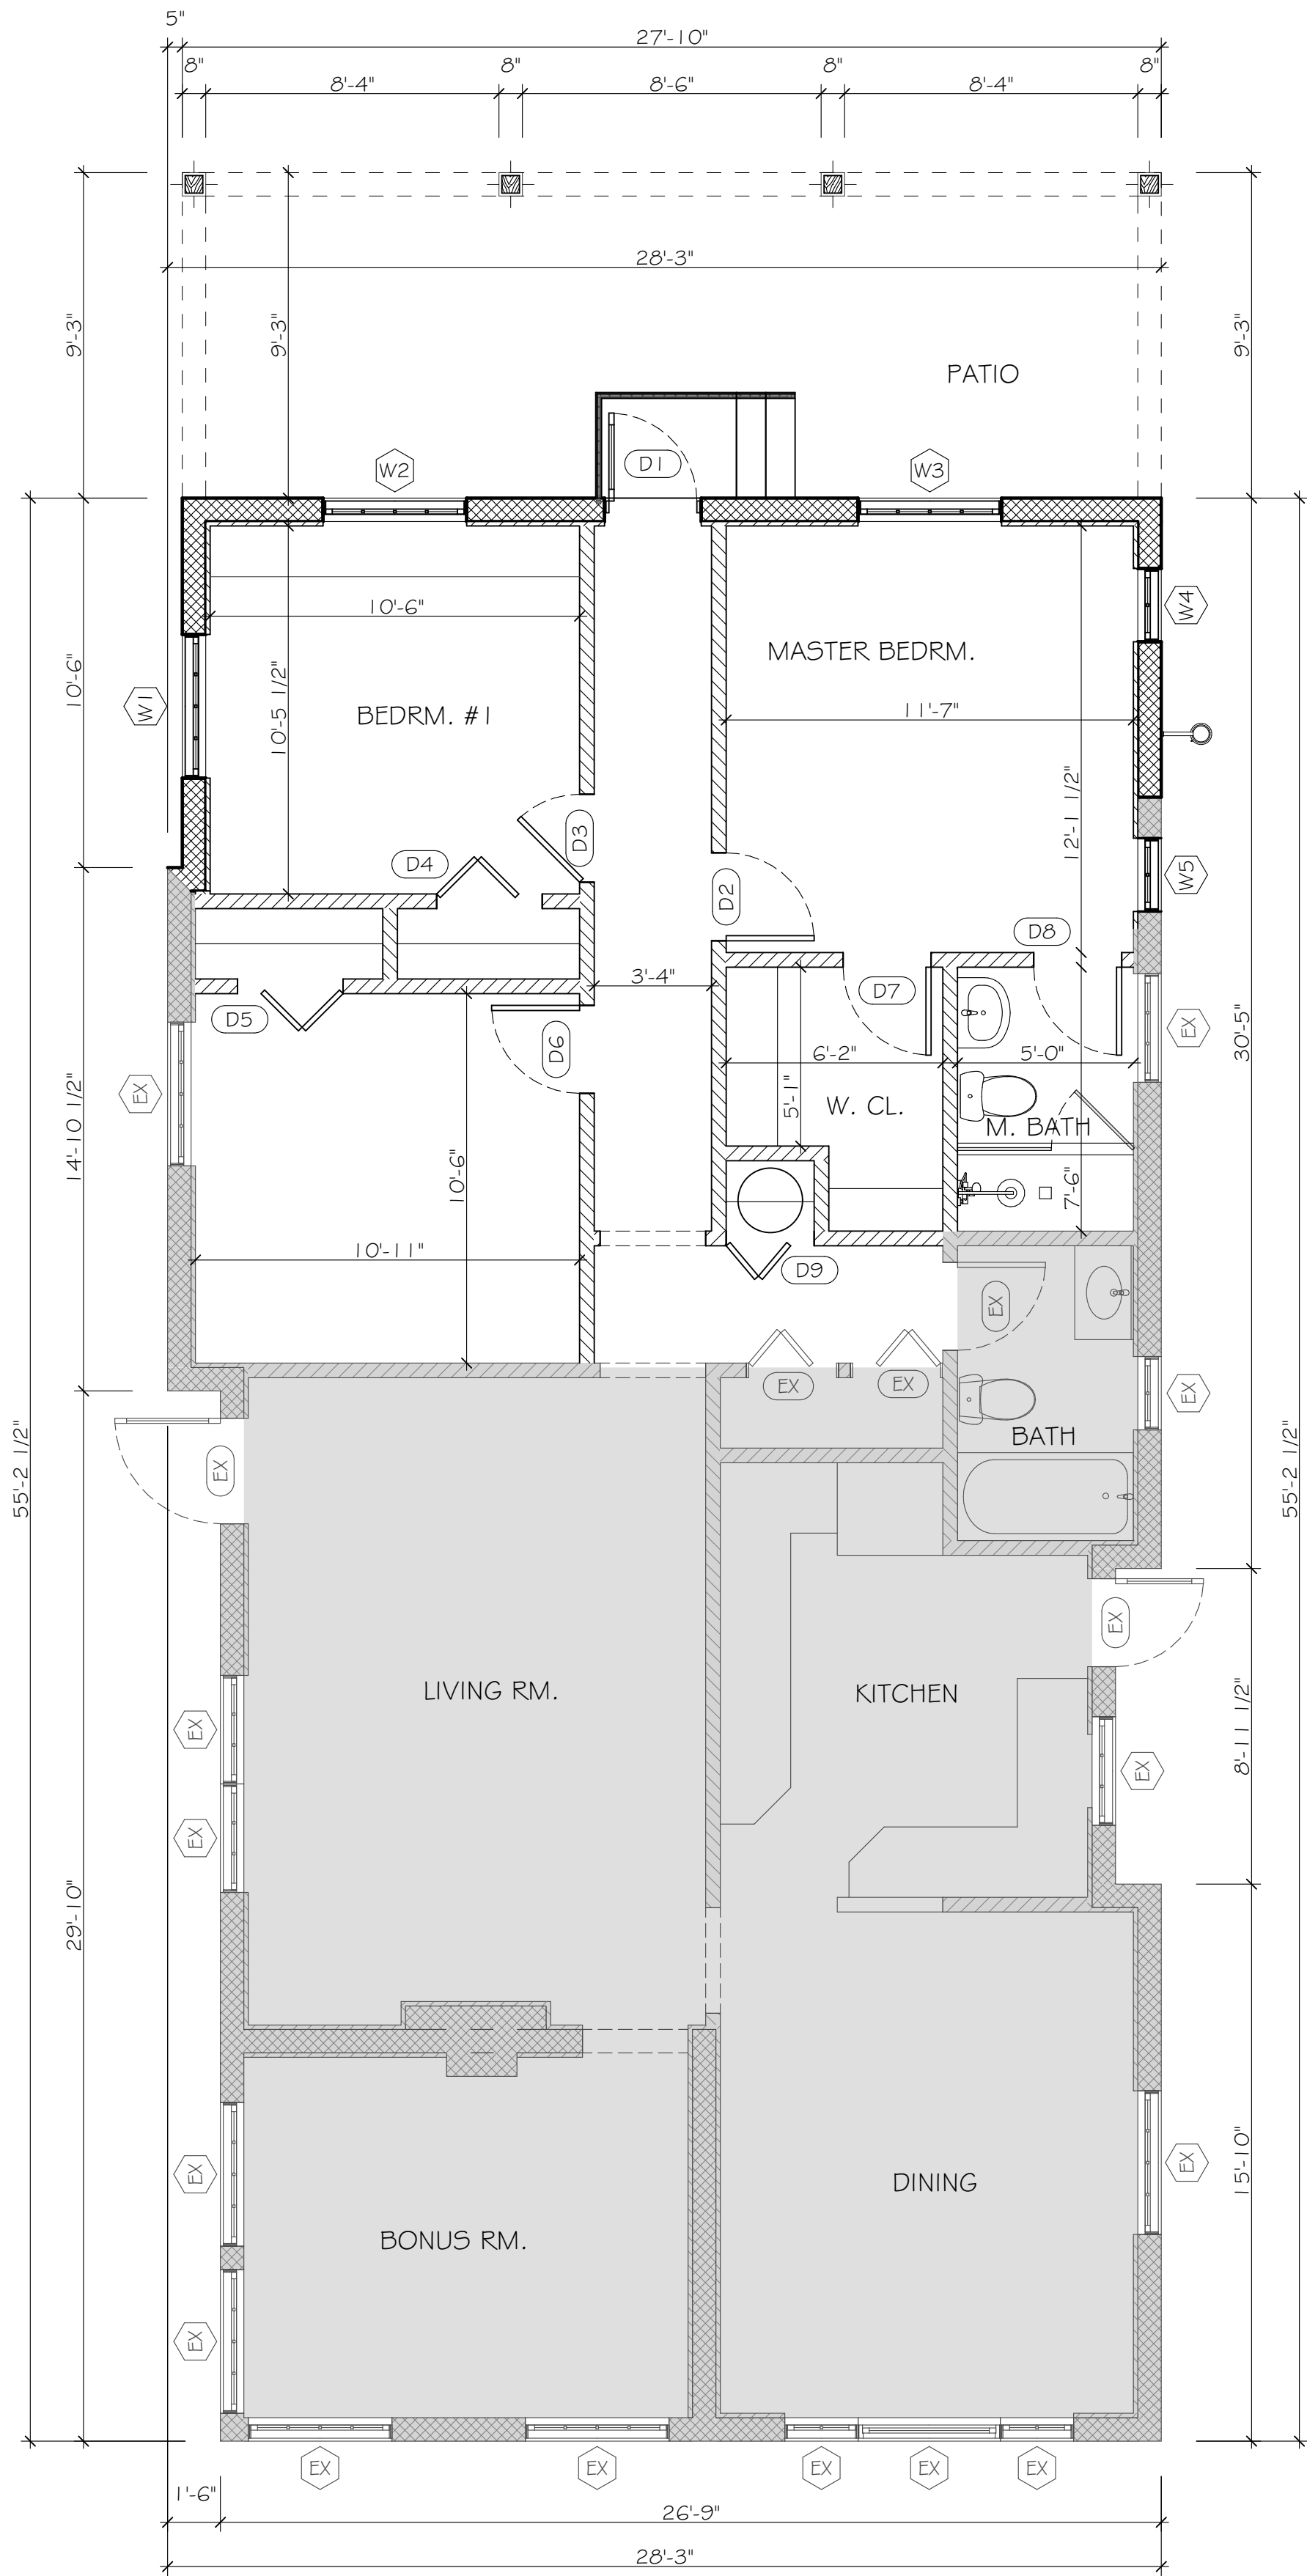 5"
27'-10"
8" 8" 8" 8"
8'-4" 8'-6" 8'-4"
28'-3"
9'-3" 9'-3" 9'-3"
PATIO
D1
W2 W3
W4
10'-6"
MASTER BEDRM.
10'-6" 10'-5 1/2"
W1 BEDRM. #1 11'-7"
12'-1 1/2"
D3
D4 W5
D2
D8
3'-4" D7
D5 EX
D6 6'-2" 5'-0" 30'-5"
EX 5'-1" W. CL.
14'-10 1/2" M. BATH
10'-6" 7'-6"
10'-11"
D9
EX
EX EX EX
BATH
EX
55'-2 1/2" 55'-2 1/2"
EX
LIVING RM. KITCHEN
EX 8'-11 1/2"
EX
EX
29'-10"
15'-10"
EX EX
DINING
BONUS RM.
EX
EX EX EX EX EX
1'-6"
26'-9"
28'-3"